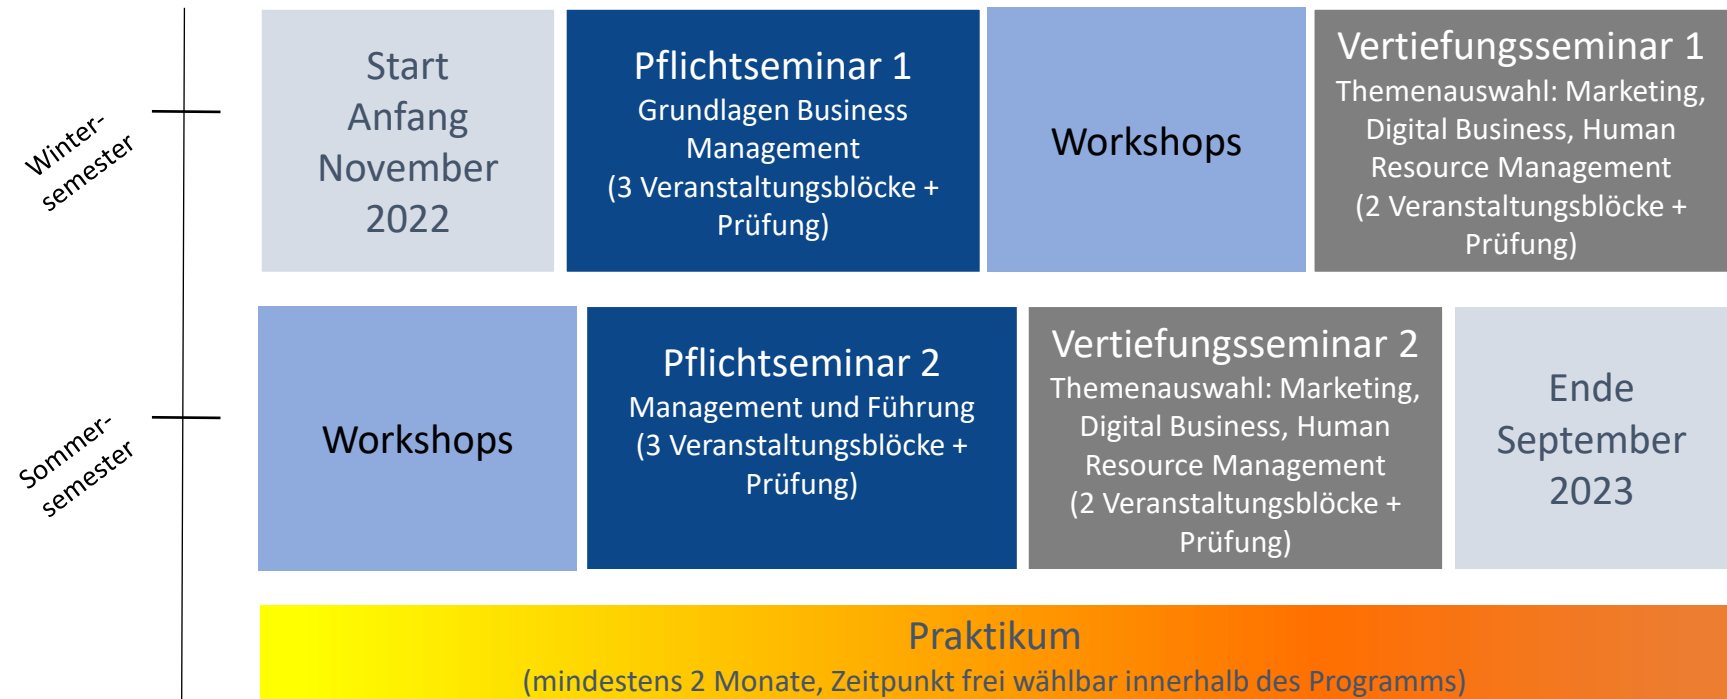 Winter-
semester
Start
Anfang
November
2022
Pflichtseminar 1
Grundlagen Business
Management
(3 Veranstaltungsblöcke +
Prüfung)
Workshops
Vertiefungsseminar 1
Themenauswahl: Marketing,
Digital Business, Human
Resource Management
(2 Veranstaltungsblöcke +
Prüfung)
Sommer-
semester
Workshops
Pflichtseminar 2
Management und Führung
(3 Veranstaltungsblöcke +
Prüfung)
Vertiefungsseminar 2
Themenauswahl: Marketing,
Digital Business, Human
Resource Management
(2 Veranstaltungsblöcke +
Prüfung)
Ende
September
2023
Praktikum
(mindestens 2 Monate, Zeitpunkt frei wählbar innerhalb des Programms)